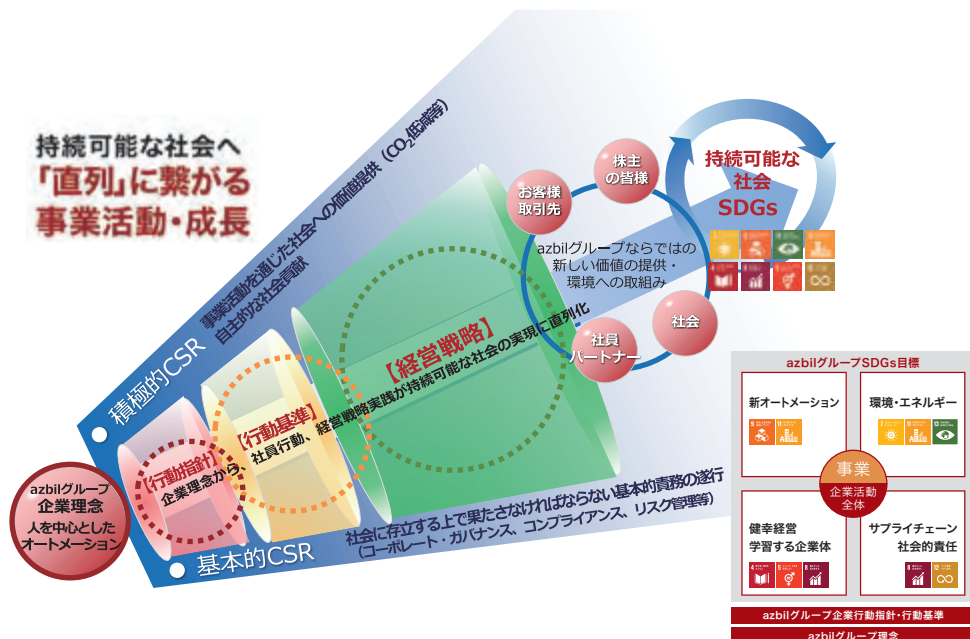 持続可能な社会へ
「直列」に繋がる
事業活動・成長
積極的CSR
事業活動を通じた社会への価値提供（CO2低減等）
自主的な社会貢献
azbilグループ
企業理念
人を中心とした
オートメーション
【行動指針】
【行動基準】
【経営戦略】
企業理念から、社員行動、経営戦略実践が持続可能な社会の実現に直列化
基本的CSR
社会に存立する上で果たさなければならない基本的責務の遂行
（コーポレート・ガバナンス、コンプライアンス、リスク管理等）
お客様
取引先
株主
の皆様
社員
パートナー
社会
azbilグループならではの
新しい価値の提供・
環境への取組み
持続可能な
社会
SDGs
azbilグループSDGs目標
新オートメーション
9
11
環境・エネルギー
7
11
13
事業
企業活動
全体
健幸経営
学習する企業体
4
5
8
サプライチェーン
社会的責任
8
12
azbilグループ企業行動指針・行動基準
azbilグループ理念